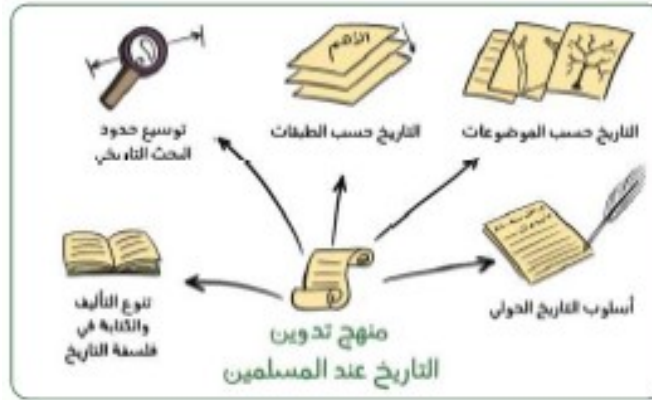 الأهم
توسيع حدود
البحث التاريخي
التاريخ حسب الطبقات
التاريخ حسب الموضوعات
تنوع التأليف
والكتابة في
فلسفة التاريخ
أسلوب التاريخ الحولي
منهج تدوين
التاريخ عند المسلمين